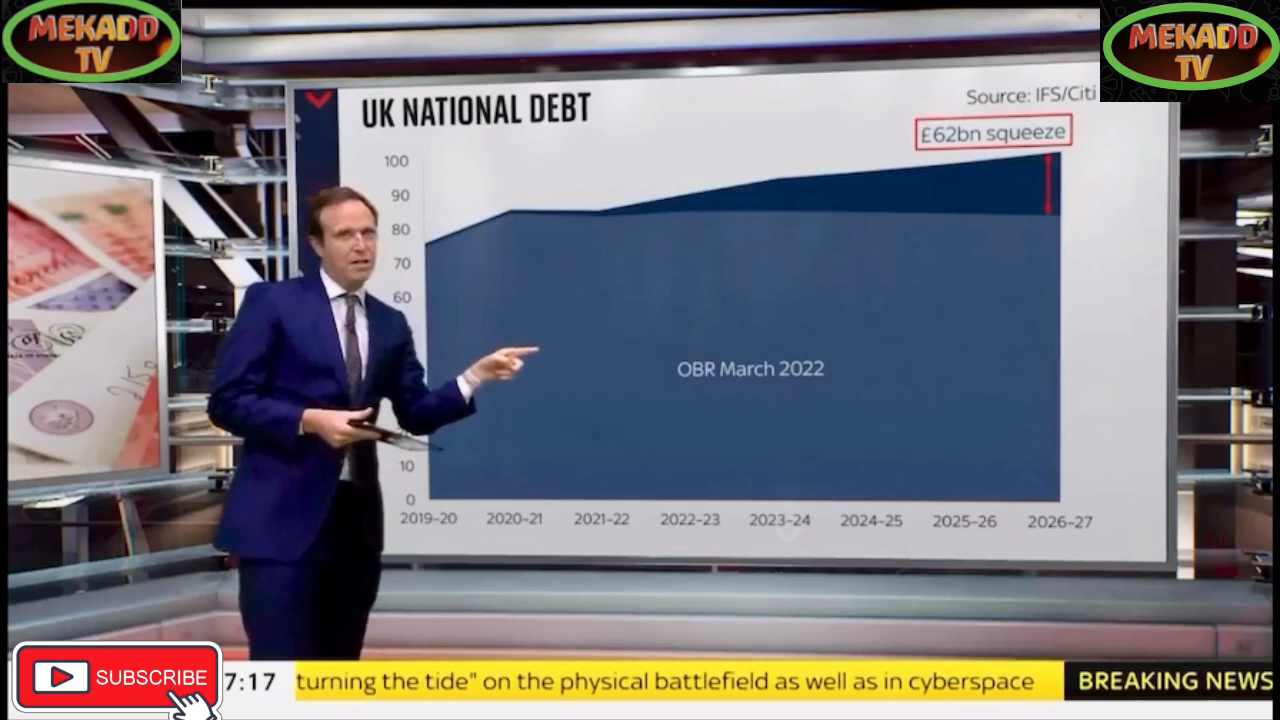 MEKADD
TV
MEKADD
TV
UK NATIONAL DEBT
Source: IFS/Citi
£62bn squeeze
100
90
80
70
60
10
0
OBR March 2022
2019-20 2020-21 2021-22 2022-23 2023-24 2024-25 2025-26 2026-27
SUBSCRIBE
7:17 turning the tide" on the physical battlefield as well as in cyberspace BREAKING NEWS